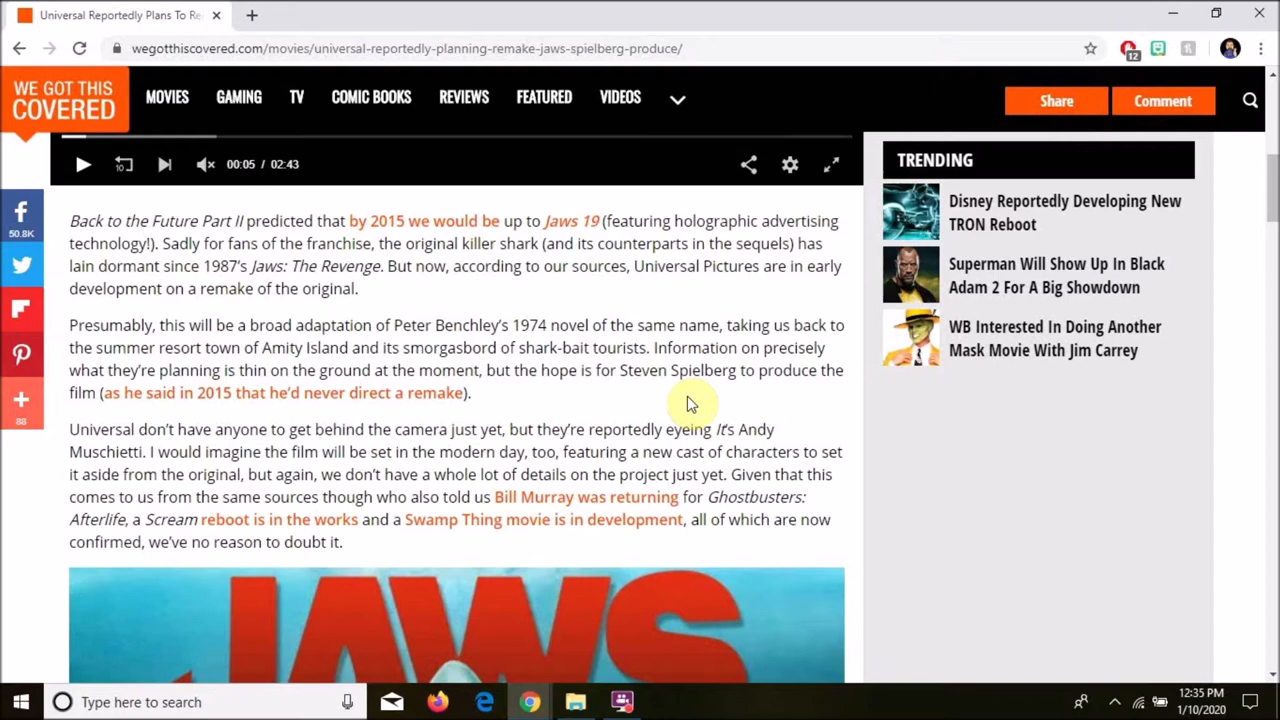 Universal Reportedly Plans To Re
wegotthiscovered.com/movies/universal-reportedly-planning-remake-jaws-spielberg-produce/
12
WE GOT THIS
COVERED
MOVIES
GAMING
TV
COMIC BOOKS
REVIEWS
FEATURED
VIDEOS
Share
Comment
10
00:05 / 02:43
50.8K
88
Back to the Future Part II predicted that by 2015 we would be up to Jaws 19 (featuring holographic advertising
technology!). Sadly for fans of the franchise, the original killer shark (and its counterparts in the sequels) has
lain dormant since 1987's Jaws: The Revenge. But now, according to our sources, Universal Pictures are in early
development on a remake of the original.
Presumably, this will be a broad adaptation of Peter Benchley's 1974 novel of the same name, taking us back to
the summer resort town of Amity Island and its smorgasbord of shark-bait tourists. Information on precisely
what they're planning is thin on the ground at the moment, but the hope is for Steven Spielberg to produce the
film (as he said in 2015 that he'd never direct a remake).
Universal don't have anyone to get behind the camera just yet, but they're reportedly eyeing It's Andy
Muschietti. I would imagine the film will be set in the modern day, too, featuring a new cast of characters to set
it aside from the original, but again, we don't have a whole lot of details on the project just yet. Given that this
comes to us from the same sources though who also told us Bill Murray was returning for Ghostbusters:
Afterlife, a Scream reboot is in the works and a Swamp Thing movie is in development, all of which are now
confirmed, we've no reason to doubt it.
JAWS
TRENDING
Disney Reportedly Developing New
TRON Reboot
Superman Will Show Up In Black
Adam 2 For A Big Showdown
WB Interested In Doing Another
Mask Movie With Jim Carrey
Type here to search
12:35 PM
1/10/2020